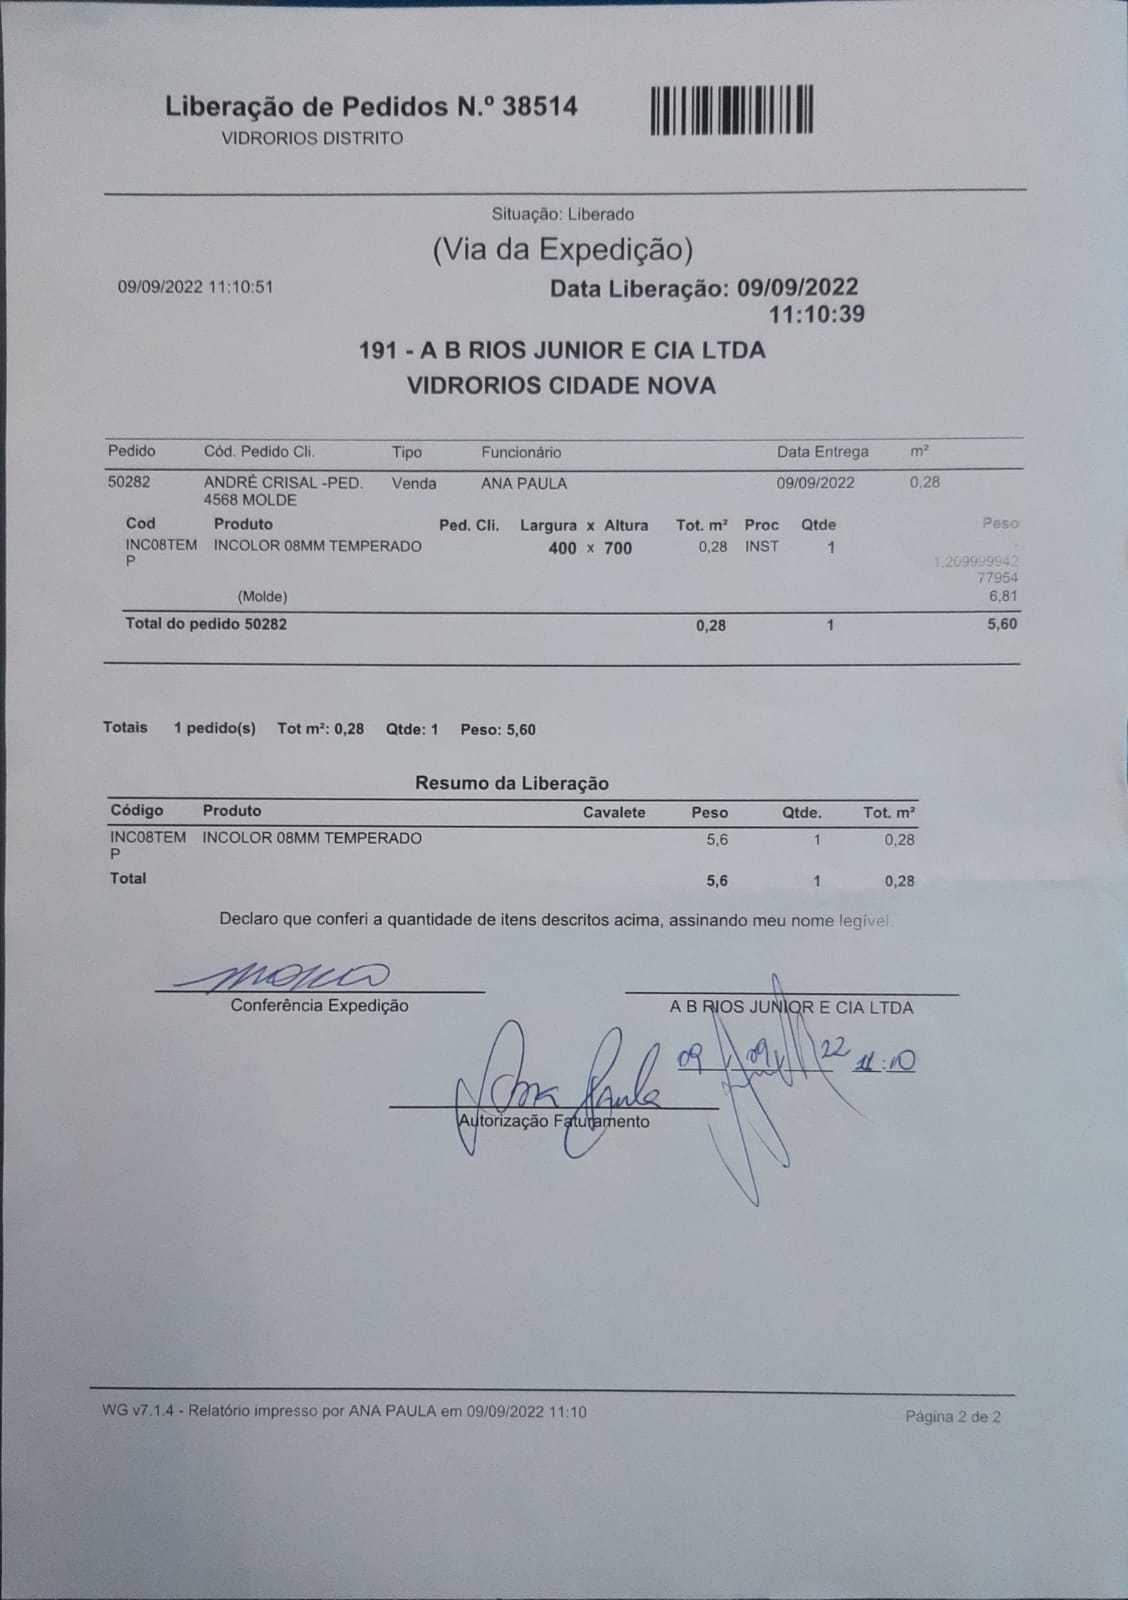 Liberação de Pedidos N.º 38514
VIDRORIOS DISTRITO
Situação: Liberado
(Via da Expedição)
09/09/2022 11:10:51
Data Liberação: 09/09/2022
11:10:39
191 - A B RIOS JUNIOR E CIA LTDA
VIDRORIOS CIDADE NOVA
Pedido Cód. Pedido Cli. Tipo Funcionário Data Entrega m²
50282 ANDRÉ CRISAL -PED. Venda ANA PAULA 09/09/2022 0,28
4568 MOLDE
Cod Produto Ped. Cli. Largura x Altura Tot. m² Proc Qtde Peso
INC08TEM INCOLOR 08MM TEMPERADO 400 x 700 0,28 INST 1 -
P 1,209999942
77954
(Molde) 6,81
Total do pedido 50282 0,28 1 5,60
Totais 1 pedido(s) Tot m²: 0,28 Qtde: 1 Peso: 5,60
Resumo da Liberação
Código Produto Cavalete Peso Qtde. Tot. m²
INC08TEM INCOLOR 08MM TEMPERADO 5,6 1 0,28
P
Total 5,6 1 0,28
Declaro que conferi a quantidade de itens descritos acima, assinando meu nome legível.
Conferência Expedição A B RIOS JUNIOR E CIA LTDA
09 / 09 / 22 11:10
Ana Paula
Autorização Faturamento
WG v7.1.4 - Relatório impresso por ANA PAULA em 09/09/2022 11:10
Página 2 de 2